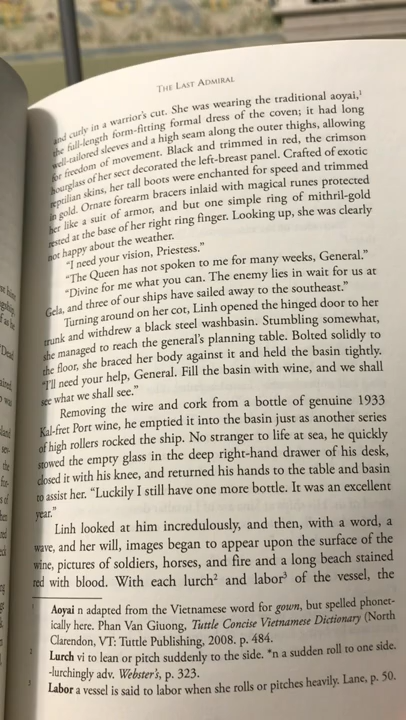 THE LAST ADMIRAL
and curly in a warrior's cut. She was wearing the traditional aoyai,¹
the full-length form-fitting formal dress of the coven; it had long
well-tailored sleeves and a high seam along the outer thighs, allowing
for freedom of movement. Black and trimmed in red, the crimson
hourglass of her sect decorated the left-breast panel. Crafted of exotic
reptilian skins, her tall boots were enchanted for speed and trimmed
in gold. Ornate forearm bracers inlaid with magical runes protected
her like a suit of armor, and but one simple ring of mithril-gold
rested at the base of her right ring finger. Looking up, she was clearly
not happy about the weather.
"I need your vision, Priestess."
"The Queen has not spoken to me for many weeks, General."
"Divine for me what you can. The enemy lies in wait for us at
Gela, and three of our ships have sailed away to the southeast."
Turning around on her cot, Linh opened the hinged door to her
trunk and withdrew a black steel washbasin. Stumbling somewhat,
she managed to reach the general's planning table. Bolted solidly to
the floor, she braced her body against it and held the basin tightly.
"I'll need your help, General. Fill the basin with wine, and we shall
see what we shall see."
Removing the wire and cork from a bottle of genuine 1933
Kal-fret Port wine, he emptied it into the basin just as another series
of high rollers rocked the ship. No stranger to life at sea, he quickly
stowed the empty glass in the deep right-hand drawer of his desk,
closed it with his knee, and returned his hands to the table and basin
to assist her. "Luckily I still have one more bottle. It was an excellent
year."
Linh looked at him incredulously, and then, with a word, a
wave, and her will, images began to appear upon the surface of the
wine, pictures of soldiers, horses, and fire and a long beach stained
red with blood. With each lurch² and labor³ of the vessel, the
¹ Aoyai n adapted from the Vietnamese word for gown, but spelled phonet-
ically here. Phan Van Giuong, Tuttle Concise Vietnamese Dictionary (North
Clarendon, VT: Tuttle Publishing, 2008. p. 484.
² Lurch vi to lean or pitch suddenly to the side. *n a sudden roll to one side.
-lurchingly adv. Webster's, p. 323.
³ Labor a vessel is said to labor when she rolls or pitches heavily. Lane, p. 50.